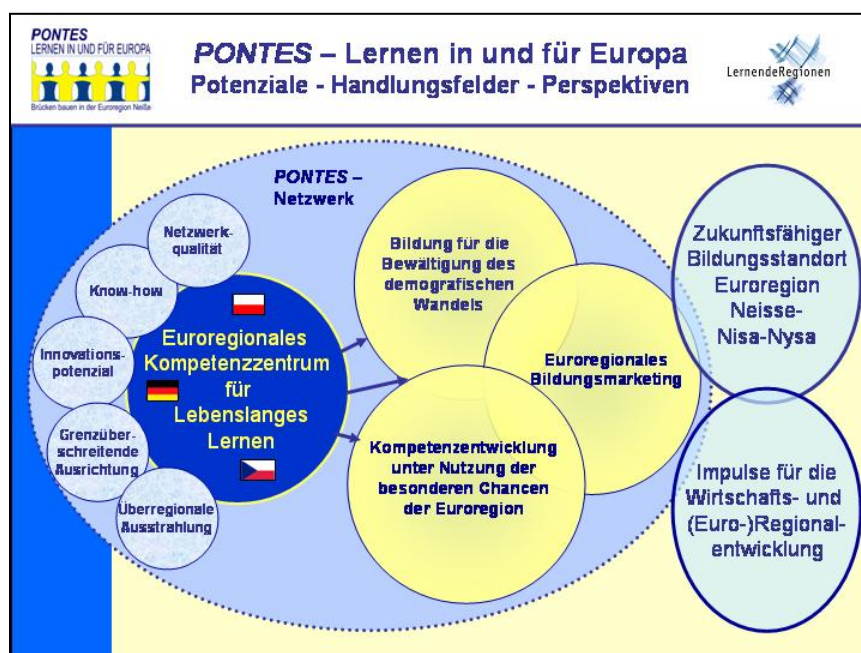 PONTES
LERNEN IN UND FÜR EUROPA
Brücken bauen in der Euroregion Neiße
PONTES – Lernen in und für Europa
Potenziale - Handlungsfelder - Perspektiven
LernendeRegionen
PONTES –
Netzwerk
Netzwerk-
qualität
Know-how
Innovations-
potenzial
Grenzüber-
schreitende
Ausrichtung
Überregionale
Ausstrahlung
Euroregionales
Kompetenzzentrum
für
Lebenslanges
Lernen
Bildung für die
Bewältigung des
demografischen
Wandels
Euroregionales
Bildungsmarketing
Kompetenzentwicklung
unter Nutzung der
besonderen Chancen
der Euroregion
Zukunftsfähiger
Bildungsstandort
Euroregion
Neisse-
Nisa-Nysa
Impulse für die
Wirtschafts- und
(Euro-)Regional-
entwicklung